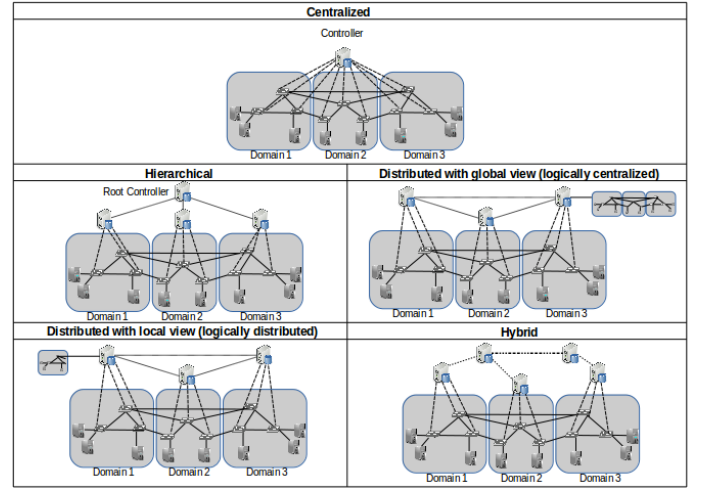 Centralized
Controller
Domain 1 Domain 2 Domain 3
Hierarchical
Root Controller
Domain 1 Domain 2 Domain 3
Distributed with global view (logically centralized)
Domain 1 Domain 2 Domain 3
Distributed with local view (logically distributed)
Domain 1 Domain 2 Domain 3
Hybrid
Domain 1 Domain 2 Domain 3